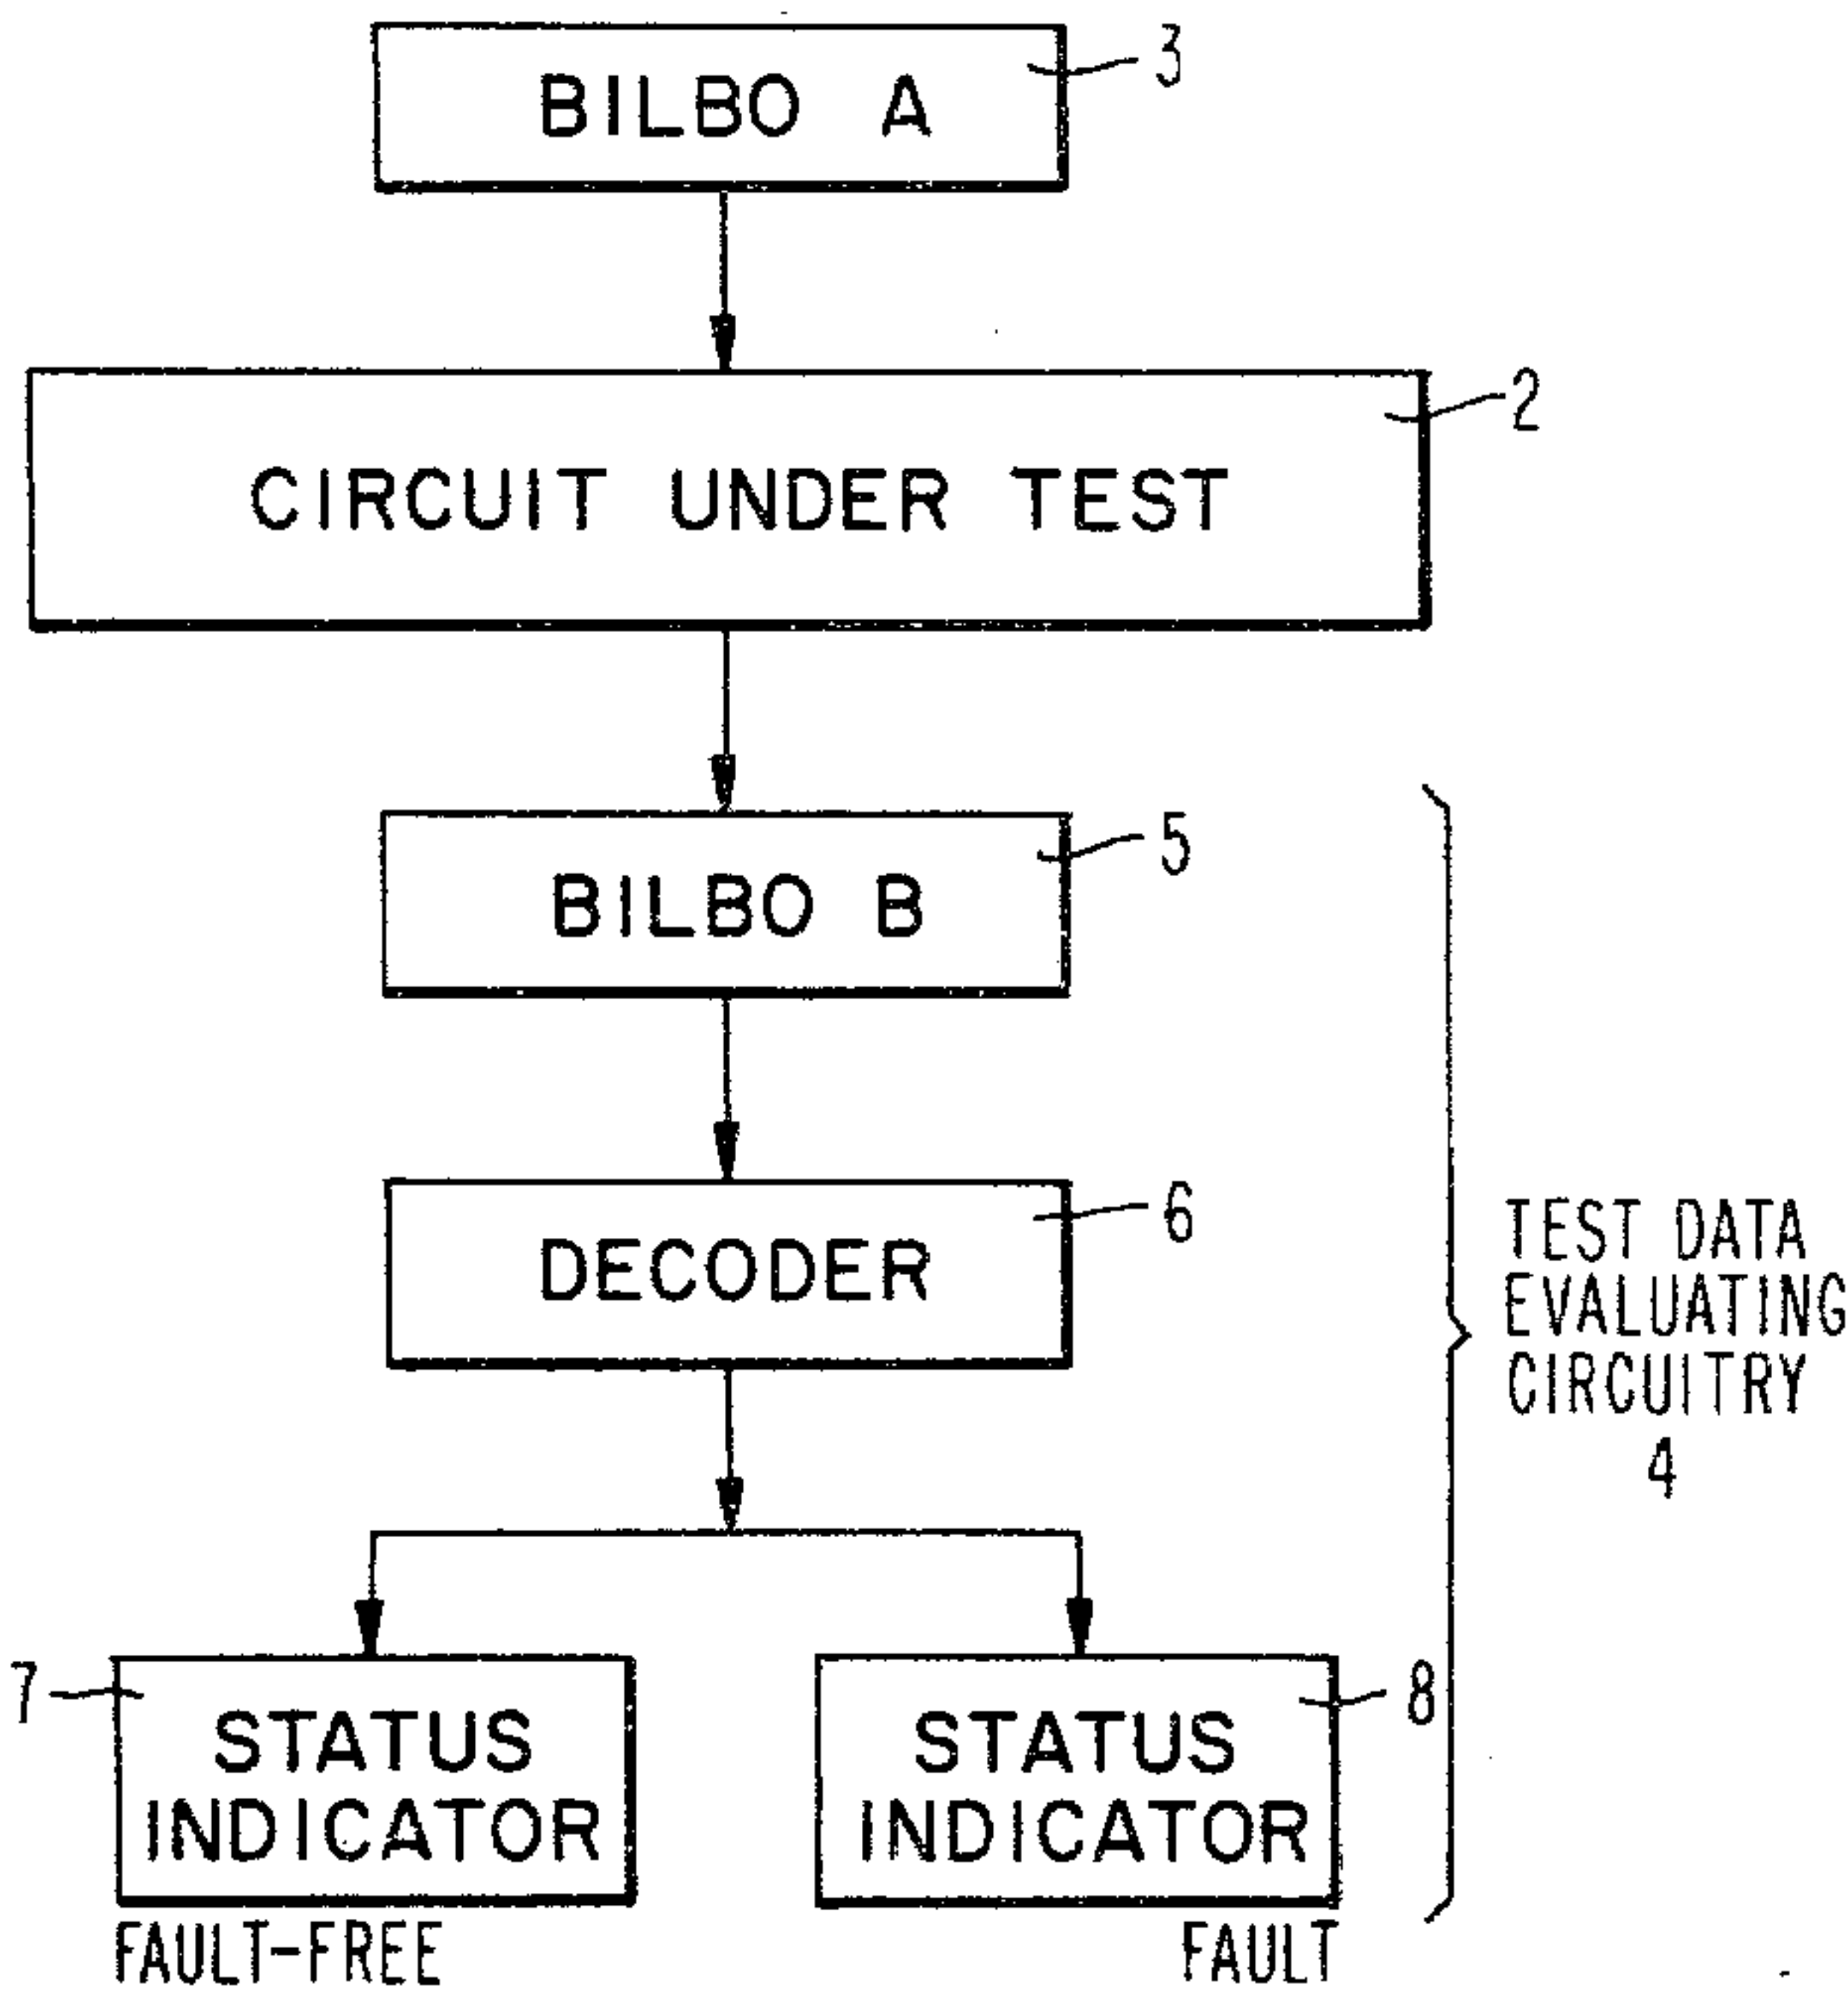 BILBO A
3
CIRCUIT UNDER TEST
2
BILBO B
5
DECODER
6
TEST DATA
EVALUATING
CIRCUITRY
4
7
STATUS
INDICATOR
FAULT-FREE
STATUS
INDICATOR
8
FAULT